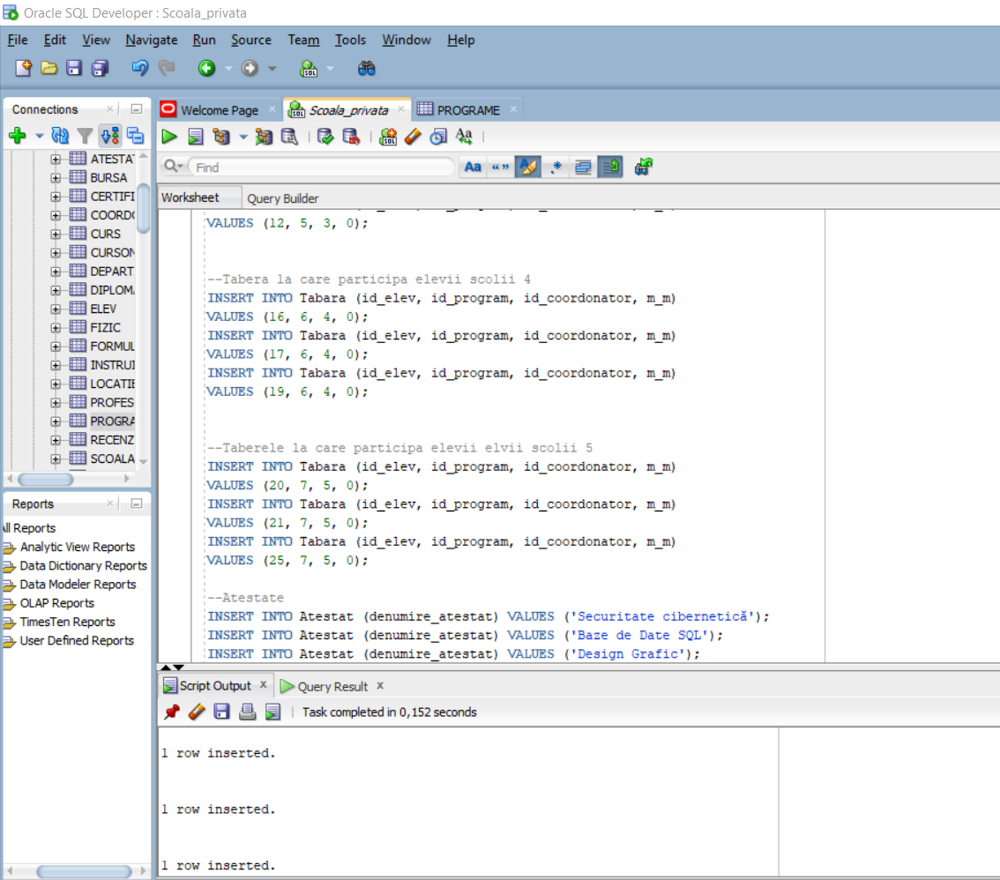 Oracle SQL Developer : Scoala_privata
File Edit View Navigate Run Source Team Tools Window Help
Connections
Welcome Page
Scoala_privata
PROGRAME
Find
Worksheet
Query Builder
ATESTAT
BURSA
CERTIFI
COORDO
CURS
CURSON
DEPART
DIPLOMA
ELEV
FIZIC
FORMUL
INSTRUI
LOCATIE
PROFES
PROGRA
RECENZ
SCOALA
VALUES (12, 5, 3, 0);
--Tabera la care participa elevii scolii 4
INSERT INTO Tabara (id_elev, id_program, id_coordonator, m_m)
VALUES (16, 6, 4, 0);
INSERT INTO Tabara (id_elev, id_program, id_coordonator, m_m)
VALUES (17, 6, 4, 0);
INSERT INTO Tabara (id_elev, id_program, id_coordonator, m_m)
VALUES (19, 6, 4, 0);
--Taberele la care participa elevii elvii scolii 5
INSERT INTO Tabara (id_elev, id_program, id_coordonator, m_m)
VALUES (20, 7, 5, 0);
INSERT INTO Tabara (id_elev, id_program, id_coordonator, m_m)
VALUES (21, 7, 5, 0);
INSERT INTO Tabara (id_elev, id_program, id_coordonator, m_m)
VALUES (25, 7, 5, 0);
--Atestate
INSERT INTO Atestat (denumire_atestat) VALUES ('Securitate cibernetică');
INSERT INTO Atestat (denumire_atestat) VALUES ('Baze de Date SQL');
INSERT INTO Atestat (denumire_atestat) VALUES ('Design Grafic');
Reports
All Reports
Analytic View Reports
Data Dictionary Reports
Data Modeler Reports
OLAP Reports
TimesTen Reports
User Defined Reports
Script Output
Query Result
Task completed in 0,152 seconds
1 row inserted.
1 row inserted.
1 row inserted.